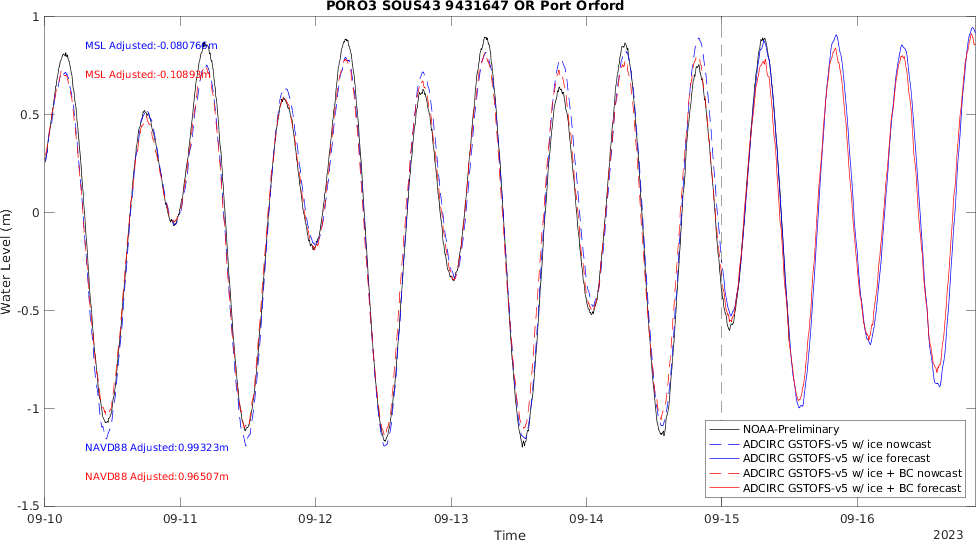 PORO3 SOUS43 9431647 OR Port Orford
MSL Adjusted:-0.080766m
MSL Adjusted:-0.10893m
NAVD88 Adjusted:0.99323m
NAVD88 Adjusted:0.96507m
Water Level (m)
1
0.5
0
-0.5
-1
-1.5
NOAA-Preliminary
ADCIRC GSTOFS-v5 w/ ice nowcast
ADCIRC GSTOFS-v5 w/ ice forecast
ADCIRC GSTOFS-v5 w/ ice + BC nowcast
ADCIRC GSTOFS-v5 w/ ice + BC forecast
09-10 09-11 09-12 09-13 09-14 09-15 09-16
Time
2023